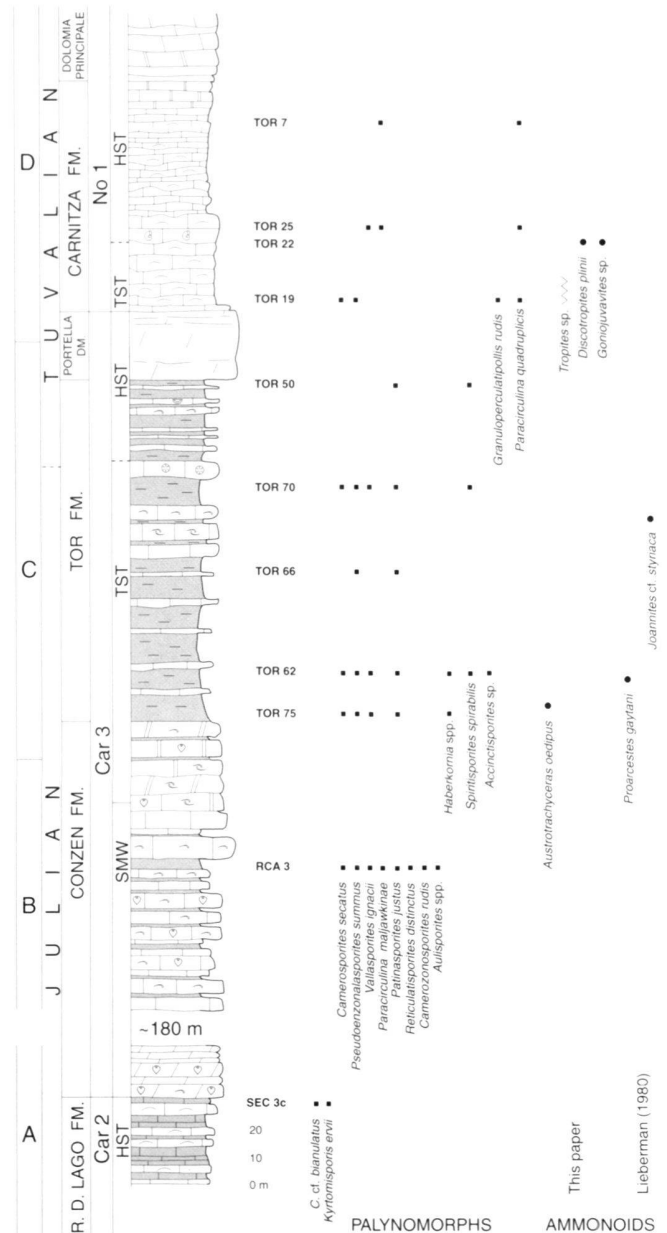 DOLOMIA PRINCIPALE
CARNITZA FM.
PORTELLA DM
TOR FM.
CONZEN FM.
R. D. LAGO FM.
D
C
B
A
TUVALIAN
JULIAN
No 1
Car 3
Car 2
HST
TST
HST
TST
SMW
HST
~180 m
TOR 7
TOR 25
TOR 22
TOR 19
TOR 50
TOR 70
TOR 66
TOR 62
TOR 75
RCA 3
SEC 3c
20
10
0 m
C. cf. bianulatus
Kyrtomisporis ervii
Camerosporites secatus
Pseudoenzonalasporites summus
Vallasporites ignacii
Paracirculina maljawkinae
Patinasporites justus
Reticulatisporites distinctus
Camerozonosporites rudis
Aulisporites spp.
Haberkornia spp.
Spiritisporites spirabilis
Accinctisporites sp.
Granuloperculatipollis rudis
Paracirculina quadruplicis
Austrotrachyceras oedipus
Tropites sp.
Discotropites plinii
Goniojuvavites sp.
Proarcestes gaytani
Joannites cf. styriaca
This paper
Lieberman (1980)
PALYNOMORPHS
AMMONOIDS